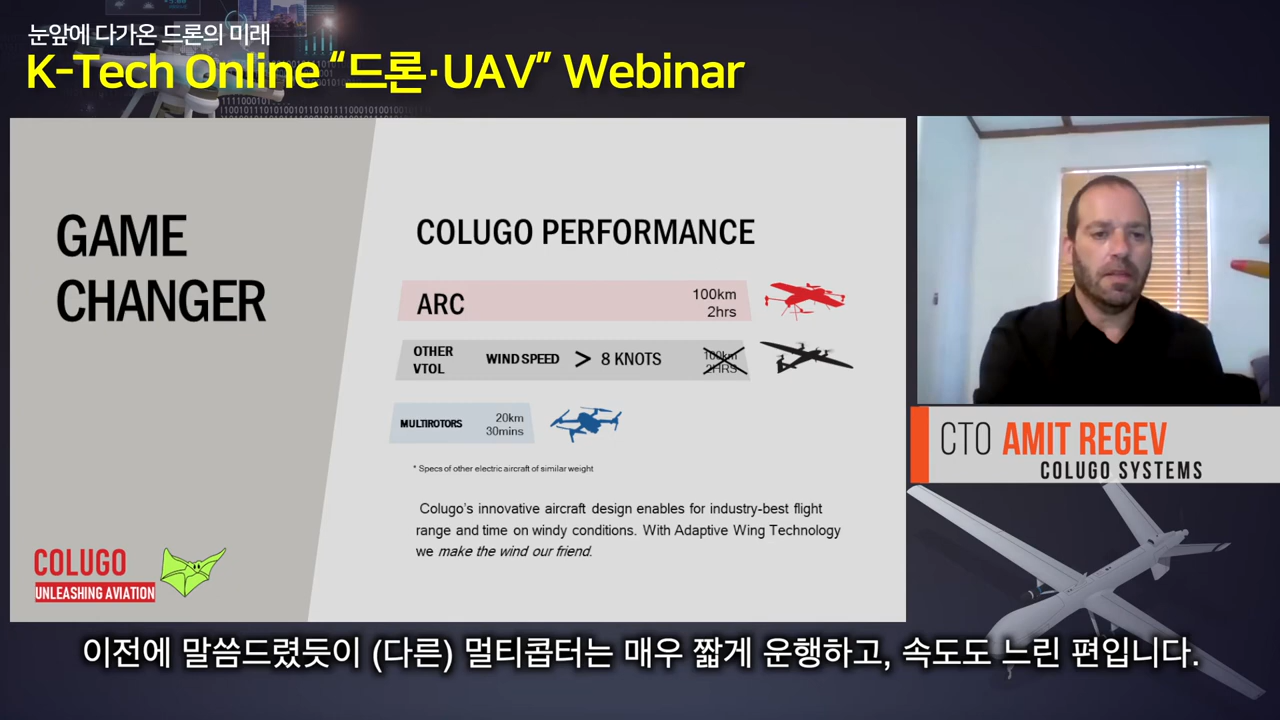 눈앞에 다가온 드론의 미래
K-Tech Online “드론·UAV” Webinar
GAME
CHANGER
COLUGO PERFORMANCE
ARC
100km
2hrs
OTHER
VTOL
WIND SPEED > 8 KNOTS
100km
2HRS
MULTIROTORS
20km
30mins
* Specs of other electric aircraft of similar weight
Colugo's innovative aircraft design enables for industry-best flight
range and time on windy conditions. With Adaptive Wing Technology
we make the wind our friend.
COLUGO
UNLEASHING AVIATION
CTO AMIT REGEV
COLUGO SYSTEMS
이전에 말씀드렸듯이 (다른) 멀티콥터는 매우 짧게 운행하고, 속도도 느린 편입니다.